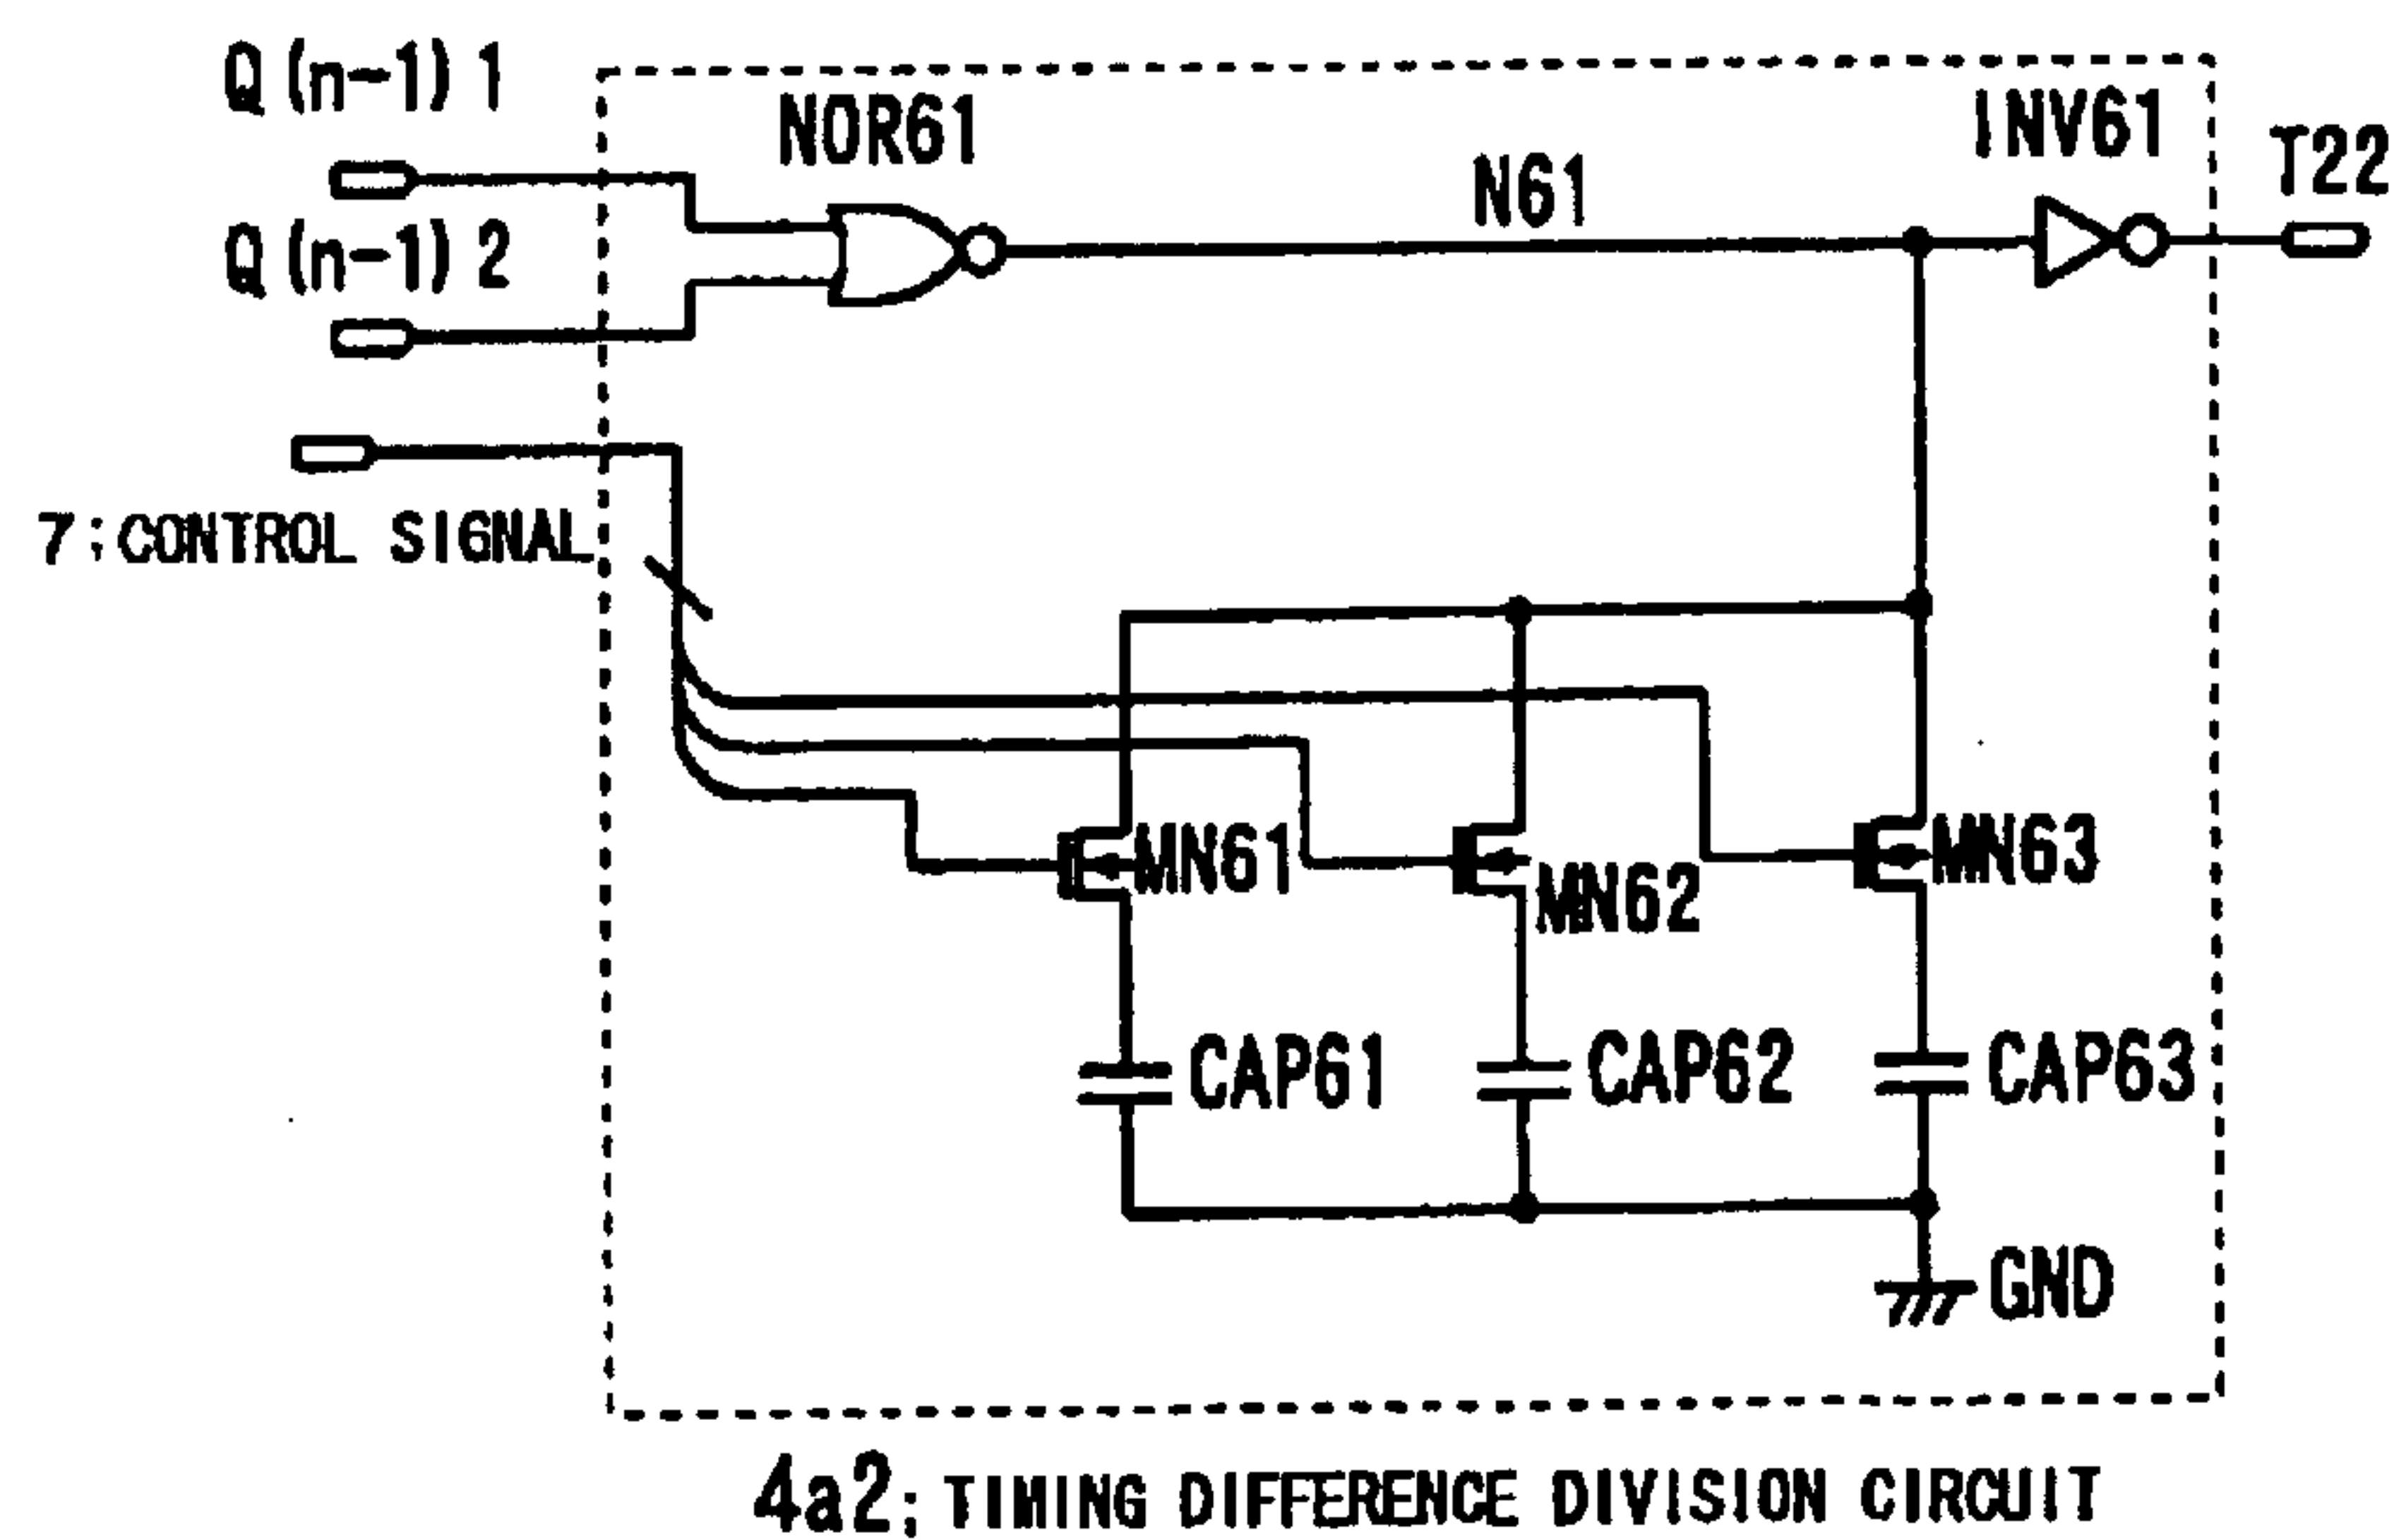 Q(n-1)1
NOR61
INV61
T22
N61
Q(n-1)2
7:CONTROL SIGNAL
MN61
MN62
MN63
CAP61
CAP62
CAP63
GND
4a2; TIMING DIFFERENCE DIVISION CIRCUIT